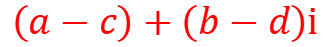 (a − c) + (b − d)i